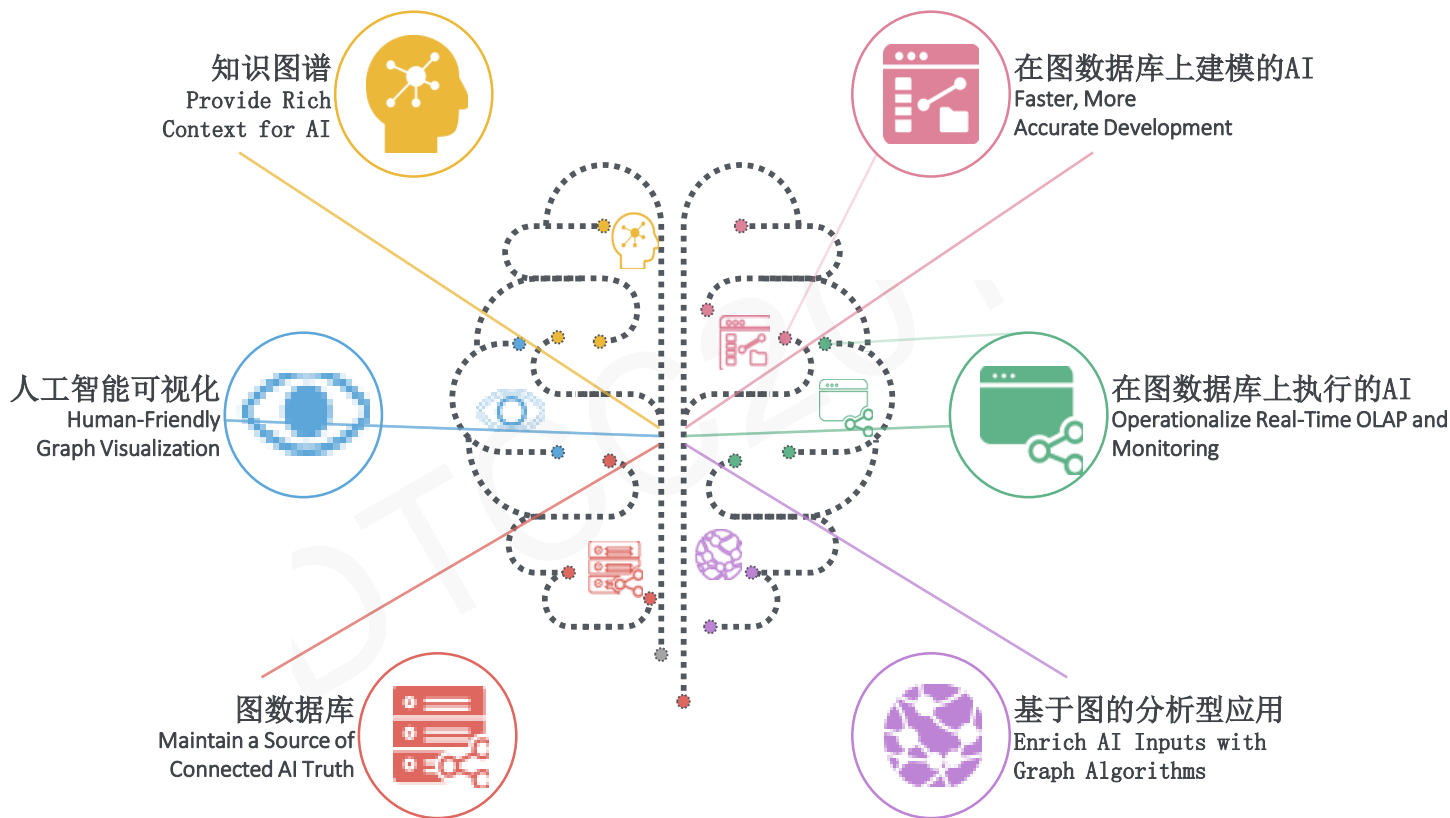 知识图谱
Provide Rich
Context for AI
在图数据库上建模的AI
Faster, More
Accurate Development
人工智能可视化
Human-Friendly
Graph Visualization
在图数据库上执行的AI
Operationalize Real-Time OLAP and
Monitoring
图数据库
Maintain a Source of
Connected AI Truth
基于图的分析型应用
Enrich AI Inputs with
Graph Algorithms